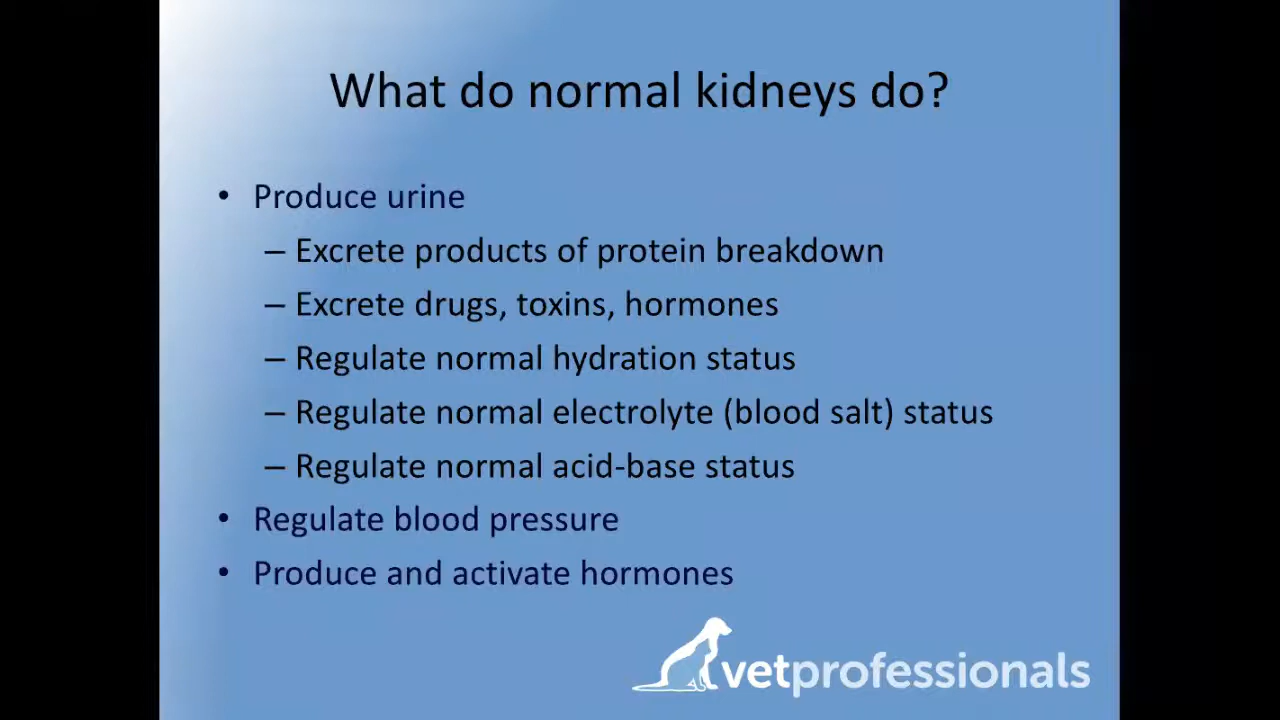 What do normal kidneys do?
• Produce urine
– Excrete products of protein breakdown
– Excrete drugs, toxins, hormones
– Regulate normal hydration status
– Regulate normal electrolyte (blood salt) status
– Regulate normal acid-base status
• Regulate blood pressure
• Produce and activate hormones
vetprofessionals